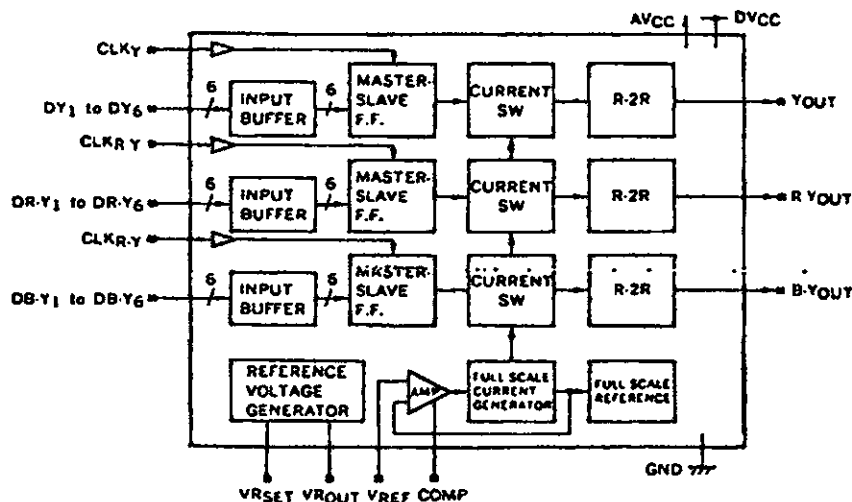 AVCC DVCC
CLKY
DY1 to DY6
6
INPUT
BUFFER
6
MASTER-
SLAVE
F.F.
CURRENT
SW
R-2R
YOUT
CLKR Y
DR-Y1 to DR-Y6
6
INPUT
BUFFER
6
MASTER-
SLAVE
F.F.
CURRENT
SW
R-2R
R YOUT
CLKR-Y
DB-Y1 to DB-Y6
6
INPUT
BUFFER
6
MASTER-
SLAVE
F.F.
CURRENT
SW
R-2R
B-YOUT
REFERENCE
VOLTAGE
GENERATOR
AMP
FULL SCALE
CURRENT
GENERATOR
FULL SCALE
REFERENCE
GND
VRSET VROUT VREF COMP